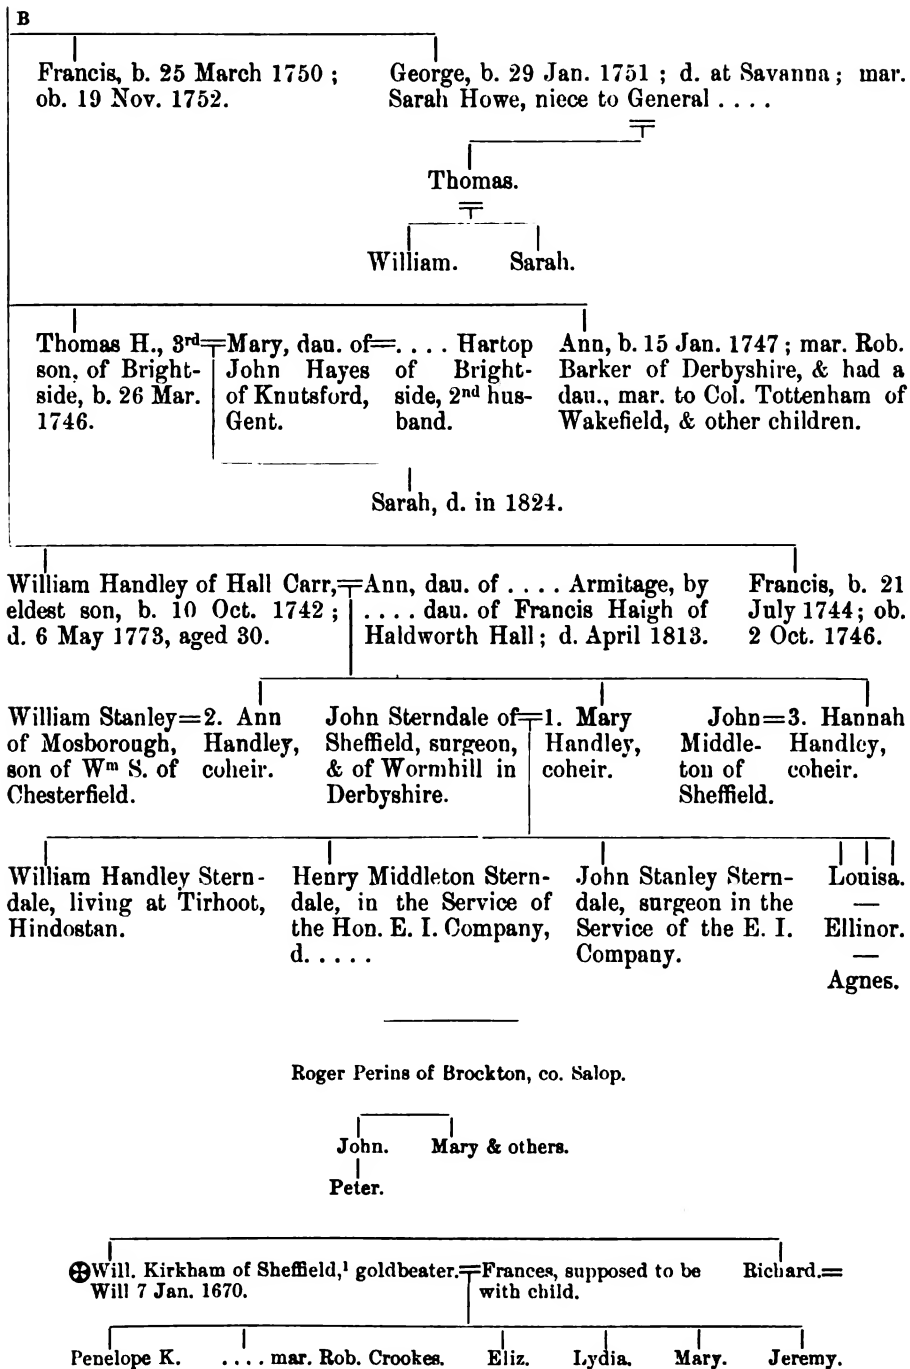 B
Francis, b. 25 March 1750 ;
ob. 19 Nov. 1752.
George, b. 29 Jan. 1751 ; d. at Savanna ; mar.
Sarah Howe, niece to General . . . .
Thomas.
William. Sarah.
Thomas H., 3rd
son, of Bright-
side, b. 26 Mar.
1746.
=Mary, dau. of=
John Hayes
of Knutsford,
Gent.
. . . . Hartop
of Bright-
side, 2nd hus-
band.
Ann, b. 15 Jan. 1747 ; mar. Rob.
Barker of Derbyshire, & had a
dau., mar. to Col. Tottenham of
Wakefield, & other children.
Sarah, d. in 1824.
William Handley of Hall Carr,=
eldest son, b. 10 Oct. 1742 ;
d. 6 May 1773, aged 30.
Ann, dau. of . . . . Armitage, by
. . . . dau. of Francis Haigh of
Haldworth Hall ; d. April 1813.
Francis, b. 21
July 1744; ob.
2 Oct. 1746.
William Stanley=
of Mosborough,
son of Wm S. of
Chesterfield.
2. Ann
Handley,
coheir.
John Sterndale of=
Sheffield, surgeon,
& of Wormhill in
Derbyshire.
1. Mary
Handley,
coheir.
John=
Middle-
ton of
Sheffield.
3. Hannah
Handley,
coheir.
William Handley Stern-
dale, living at Tirhoot,
Hindostan.
Henry Middleton Stern-
dale, in the Service of
the Hon. E. I. Company,
d. . . . .
John Stanley Stern-
dale, surgeon in the
Service of the E. I.
Company.
Louisa.
—
Ellinor.
—
Agnes.
Roger Perins of Brockton, co. Salop.
John. Mary & others.
Peter.
⊕Will. Kirkham of Sheffield,¹ goldbeater.=
Will 7 Jan. 1670.
Frances, supposed to be
with child.
Richard.=
Penelope K. . . . . mar. Rob. Crookes. Eliz. Lydia. Mary. Jeremy.